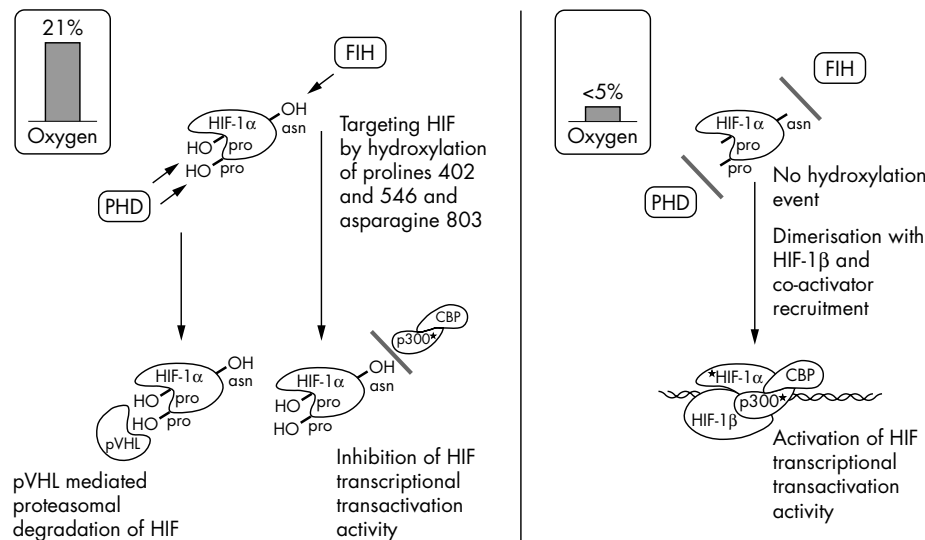 21%
Oxygen
FIH
OH
asn
HIF-1α
HO
pro
HO
pro
PHD
Targeting HIF
by hydroxylation
of prolines 402
and 546 and
asparagine 803
OH
asn
HIF-1α
HO
pro
HO
pro
pVHL
pVHL mediated
proteasomal
degradation of HIF
CBP
p300★
OH
asn
HIF-1α
HO
pro
HO
pro
Inhibition of HIF
transcriptional
transactivation
activity
<5%
Oxygen
FIH
HIF-1α
asn
pro
pro
PHD
No hydroxylation
event
Dimerisation with
HIF-1β and
co-activator
recruitment
★HIF-1α
CBP
p300★
HIF-1β
Activation of HIF
transcriptional
transactivation
activity